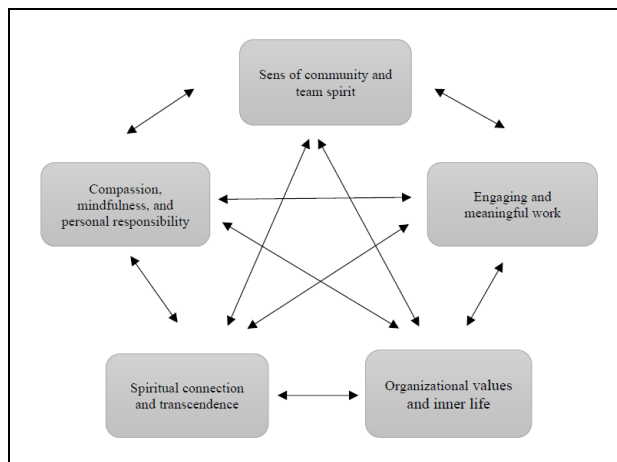 Sens of community and
team spirit
Compassion,
mindfulness, and
personal responsibility
Engaging and
meaningful work
Spiritual connection
and transcendence
Organizational values
and inner life